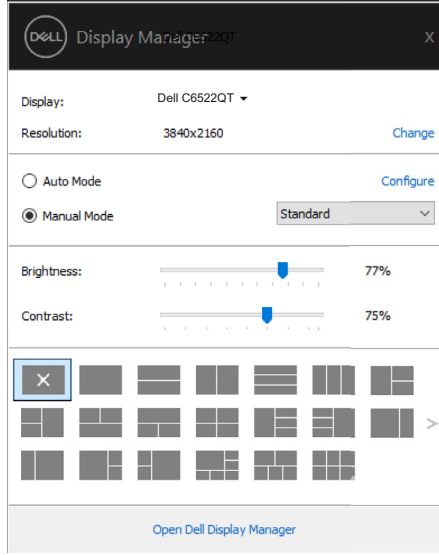 DELL Display Manager X
Display: Dell C6522QT
Resolution: 3840x2160 Change
Auto Mode Configure
Manual Mode Standard
Brightness: 77%
Contrast: 75%
Open Dell Display Manager